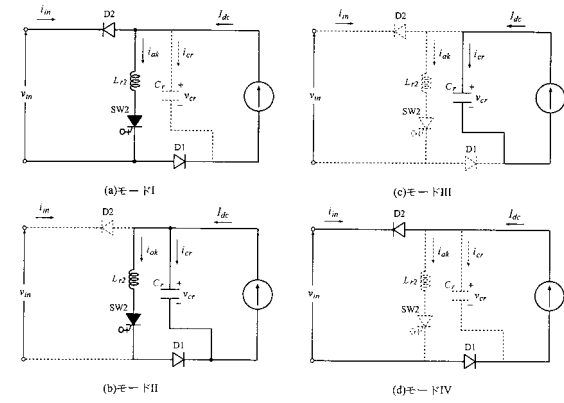 i_in D2 I_dc
i_ak i_cr
L_r2 C_r + v_cr −
v_in SW2
D1
(a)モードI
i_in D2 I_dc
i_ak i_cr
L_r2 C_r + v_cr −
v_in SW2
D1
(c)モードIII
i_in D2 I_dc
i_ak i_cr
L_r2 C_r + v_cr −
v_in SW2
D1
(b)モードII
i_in D2 I_dc
i_ak i_cr
L_r2 C_r + v_cr −
v_in SW2
D1
(d)モードIV